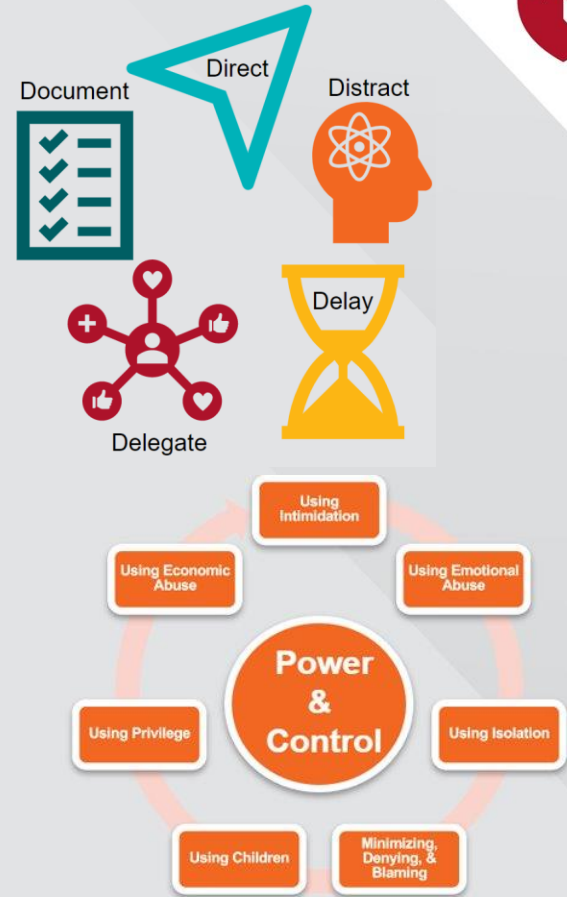 Direct
Document
Distract
Delay
Delegate
Using
Intimidation
Using Emotional
Abuse
Using Isolation
Minimizing,
Denying, &
Blaming
Using Children
Using Privilege
Using Economic
Abuse
Power
&
Control